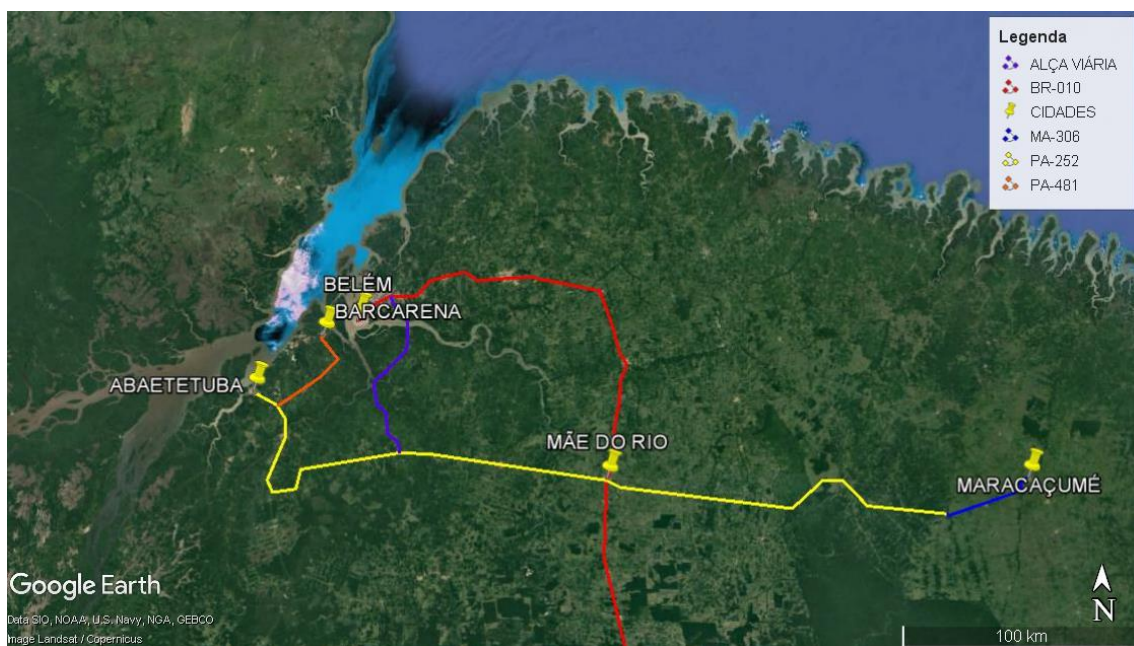 Legenda
ALÇA VIÁRIA
BR-010
CIDADES
MA-306
PA-252
PA-481
BELÉM
BARCARENA
ABAETETUBA
MÃE DO RIO
MARACAÇUMÉ
Google Earth
Data SIO, NOAA, U.S. Navy, NGA, GEBCO
Image Landsat / Copernicus
N
100 km